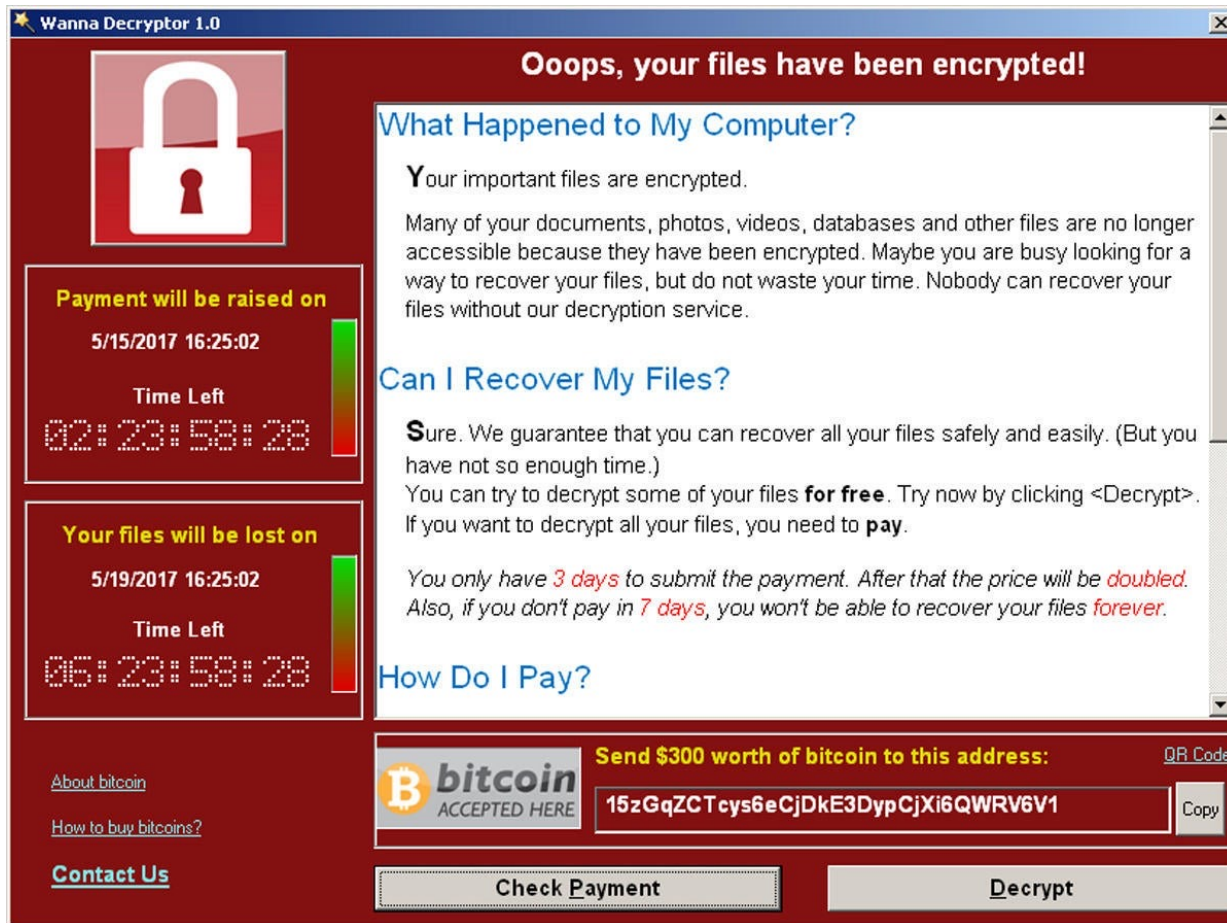 Wanna Decryptor 1.0
Ooops, your files have been encrypted!
What Happened to My Computer?
Your important files are encrypted.
Many of your documents, photos, videos, databases and other files are no longer
accessible because they have been encrypted. Maybe you are busy looking for a
way to recover your files, but do not waste your time. Nobody can recover your
files without our decryption service.
Can I Recover My Files?
Sure. We guarantee that you can recover all your files safely and easily. (But you
have not so enough time.)
You can try to decrypt some of your files for free. Try now by clicking <Decrypt>.
If you want to decrypt all your files, you need to pay.
You only have 3 days to submit the payment. After that the price will be doubled.
Also, if you don't pay in 7 days, you won't be able to recover your files forever.
How Do I Pay?
Payment will be raised on
5/15/2017 16:25:02
Time Left
02:23:58:28
Your files will be lost on
5/19/2017 16:25:02
Time Left
06:23:58:28
About bitcoin
How to buy bitcoins?
Contact Us
bitcoin
ACCEPTED HERE
Send $300 worth of bitcoin to this address:
QR Code
15zGqZCTcys6eCjDkE3DypCjXi6QWRV6V1
Copy
Check Payment
Decrypt